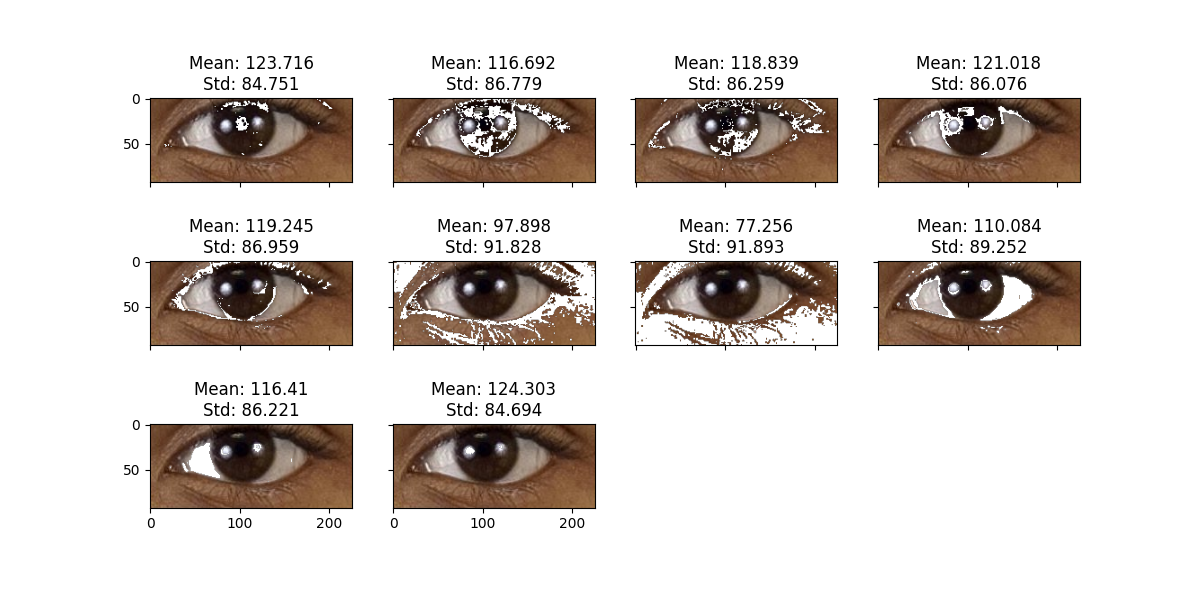 Mean: 123.716
Std: 84.751
Mean: 116.692
Std: 86.779
Mean: 118.839
Std: 86.259
Mean: 121.018
Std: 86.076
0
50
Mean: 119.245
Std: 86.959
Mean: 97.898
Std: 91.828
Mean: 77.256
Std: 91.893
Mean: 110.084
Std: 89.252
0
50
Mean: 116.41
Std: 86.221
Mean: 124.303
Std: 84.694
0
50
0 100 200
0 100 200